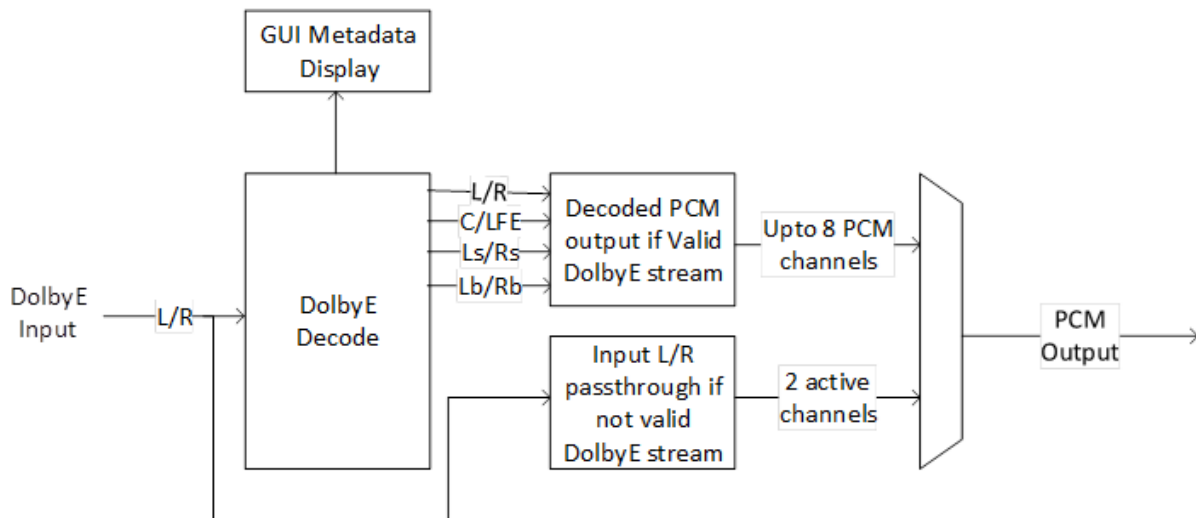 GUI Metadata
Display
DolbyE
Input
L/R
DolbyE
Decode
L/R
C/LFE
Ls/Rs
Lb/Rb
Decoded PCM
output if Valid
DolbyE stream
Upto 8 PCM
channels
Input L/R
passthrough if
not valid
DolbyE stream
2 active
channels
PCM
Output